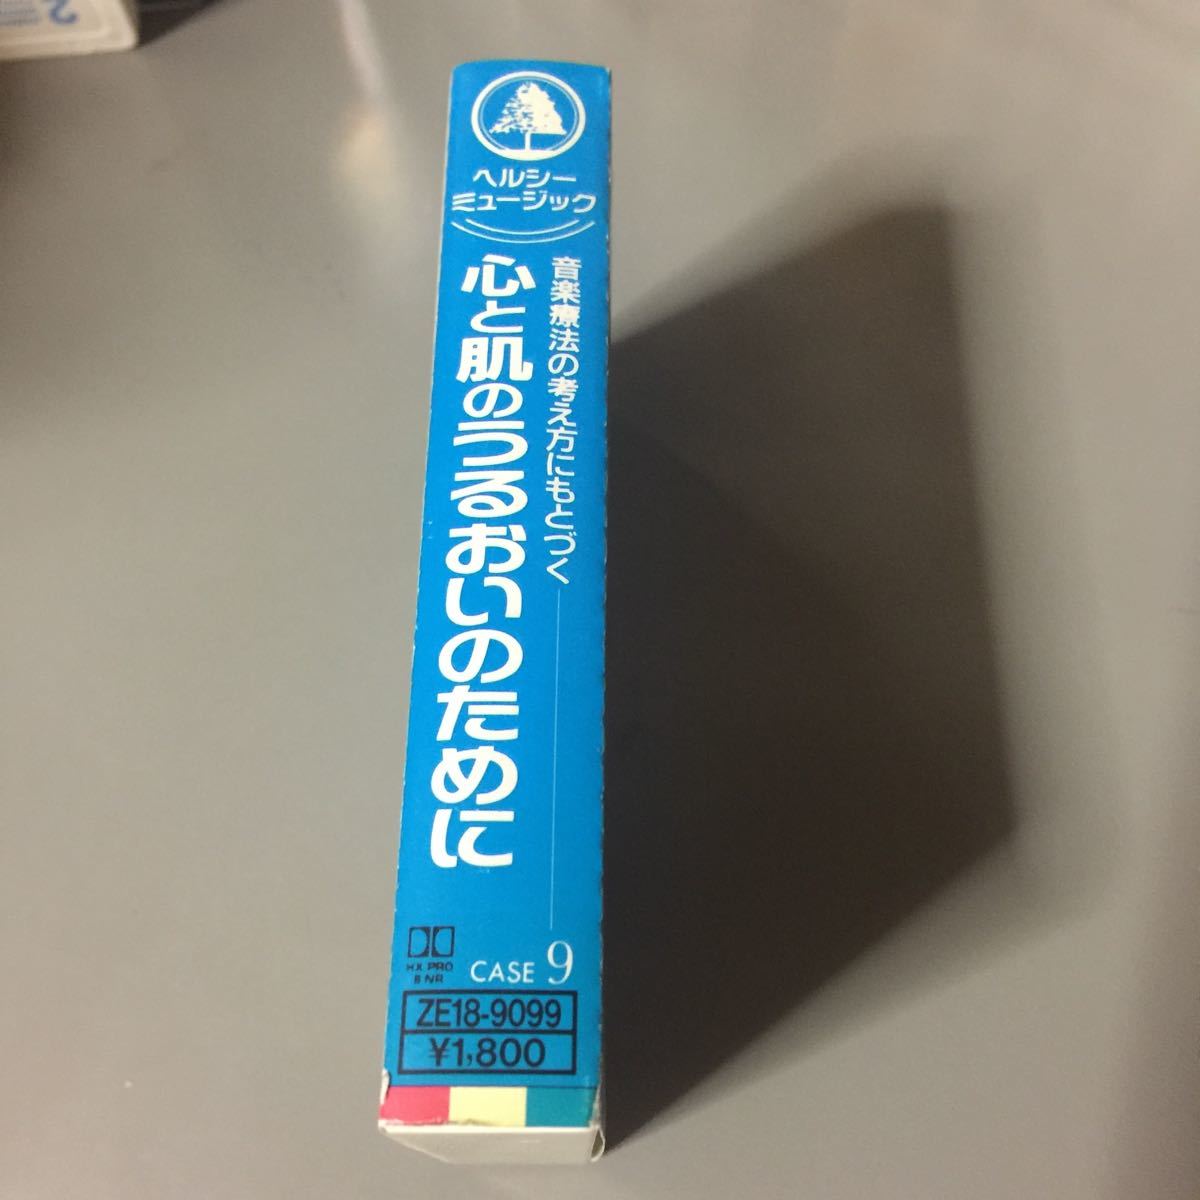 ヘルシー
ミュージック
音楽療法の考え方にもとづく
心と肌のうるおいのために
CASE 9
HX PRO
B NR
ZE18-9099
¥1,800
2